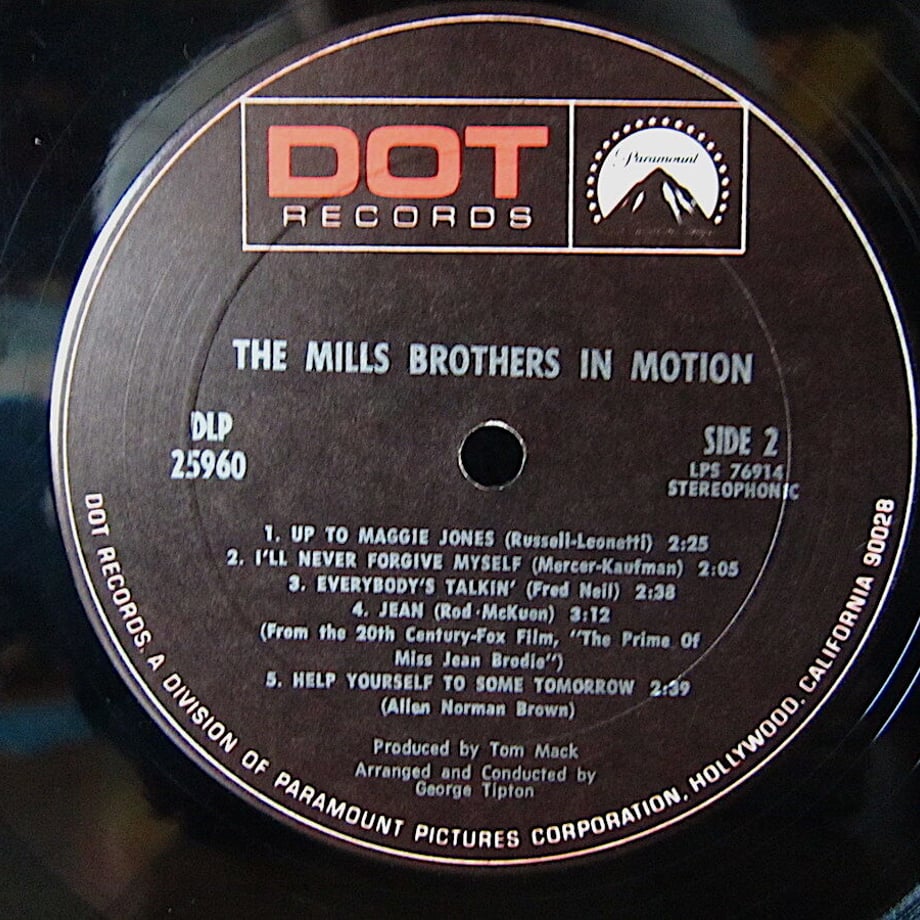 DOT
RECORDS
Paramount
THE MILLS BROTHERS IN MOTION
DLP
25960
SIDE 2
LPS 76914
STEREOPHONIC
1. UP TO MAGGIE JONES (Russell-Leonetti) 2:25
2. I'LL NEVER FORGIVE MYSELF (Mercer-Kaufman) 2:05
3. EVERYBODY'S TALKIN' (Fred Neil) 2:38
4. JEAN (Rod McKuen) 3:12
(From the 20th Century-Fox Film, "The Prime Of
Miss Jean Brodie")
5. HELP YOURSELF TO SOME TOMORROW 2:39
(Allen Norman Brown)
Produced by Tom Mack
Arranged and Conducted by
George Tipton
DOT RECORDS, A DIVISION OF PARAMOUNT PICTURES CORPORATION, HOLLYWOOD, CALIFORNIA 90028